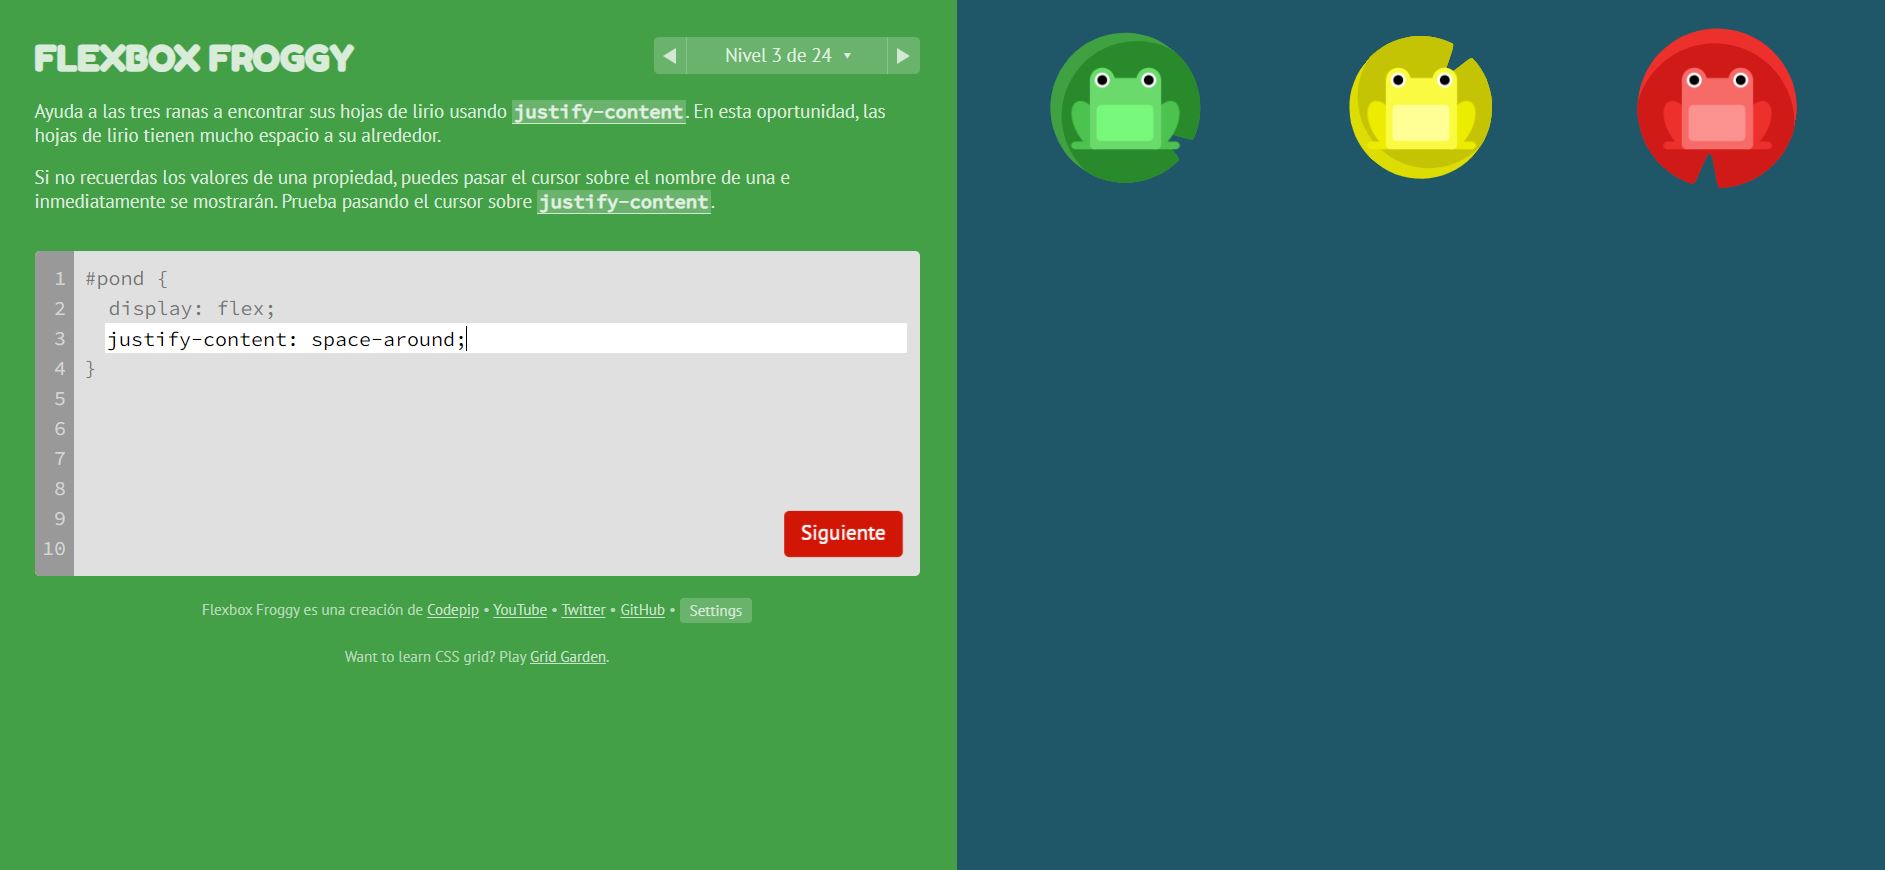 FLEXBOX FROGGY
Nivel 3 de 24
Ayuda a las tres ranas a encontrar sus hojas de lirio usando justify-content. En esta oportunidad, las
hojas de lirio tienen mucho espacio a su alrededor.
Si no recuerdas los valores de una propiedad, puedes pasar el cursor sobre el nombre de una e
inmediatamente se mostrarán. Prueba pasando el cursor sobre justify-content.
1 #pond {
2 display: flex;
3 justify-content: space-around;
4 }
5
6
7
8
9
10
Siguiente
Flexbox Froggy es una creación de Codepip • YouTube • Twitter • GitHub • Settings
Want to learn CSS grid? Play Grid Garden.